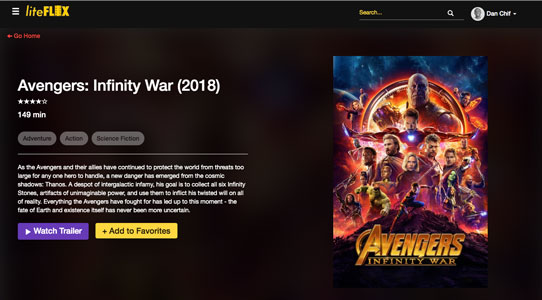 liteFLUX
Search...
Dan Chif
Go Home
Avengers: Infinity War (2018)
149 min
Adventure
Action
Science Fiction
As the Avengers and their allies have continued to protect the world from threats too
large for any one hero to handle, a new danger has emerged from the cosmic
shadows: Thanos. A despot of intergalactic infamy, his goal is to collect all six Infinity
Stones, artifacts of unimaginable power, and use them to inflict his twisted will on all
of reality. Everything the Avengers have fought for has led up to this moment - the
fate of Earth and existence itself has never been more uncertain.
Watch Trailer
+ Add to Favorites
AVENGERS
INFINITY WAR